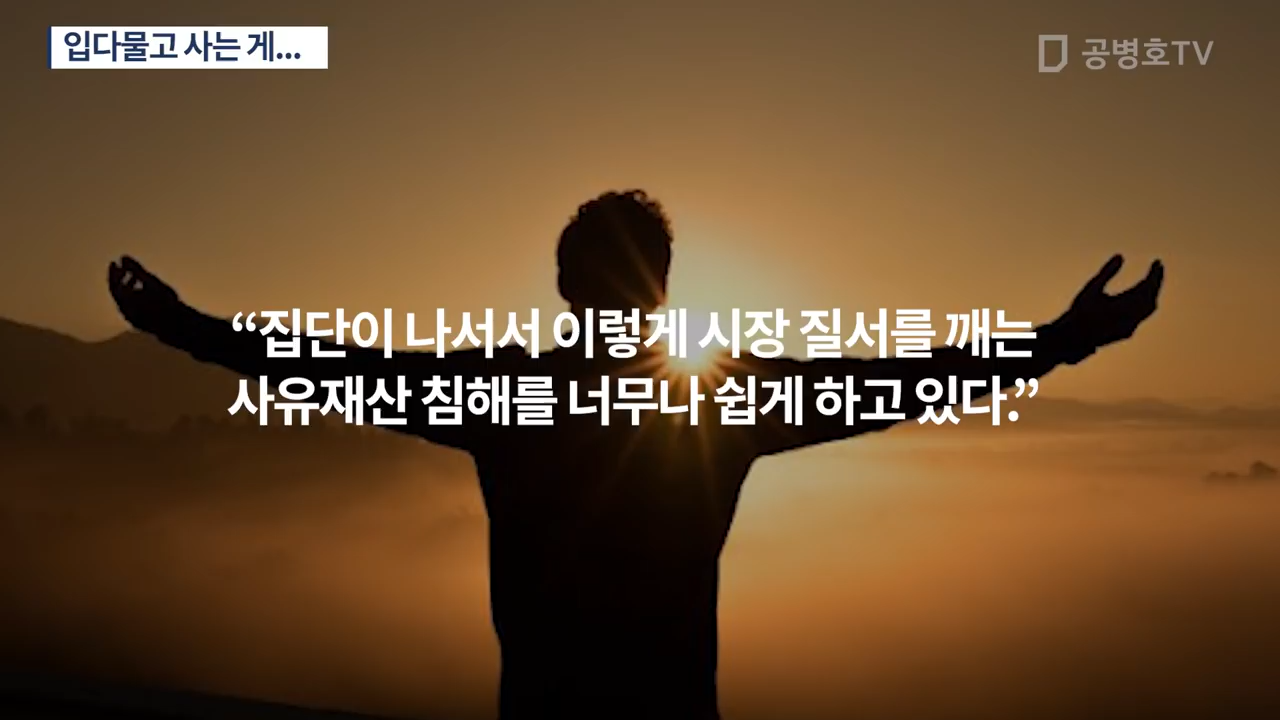 입다물고 사는 게...
공병호TV
“집단이 나서서 이렇게 시장 질서를 깨는
사유재산 침해를 너무나 쉽게 하고 있다.”